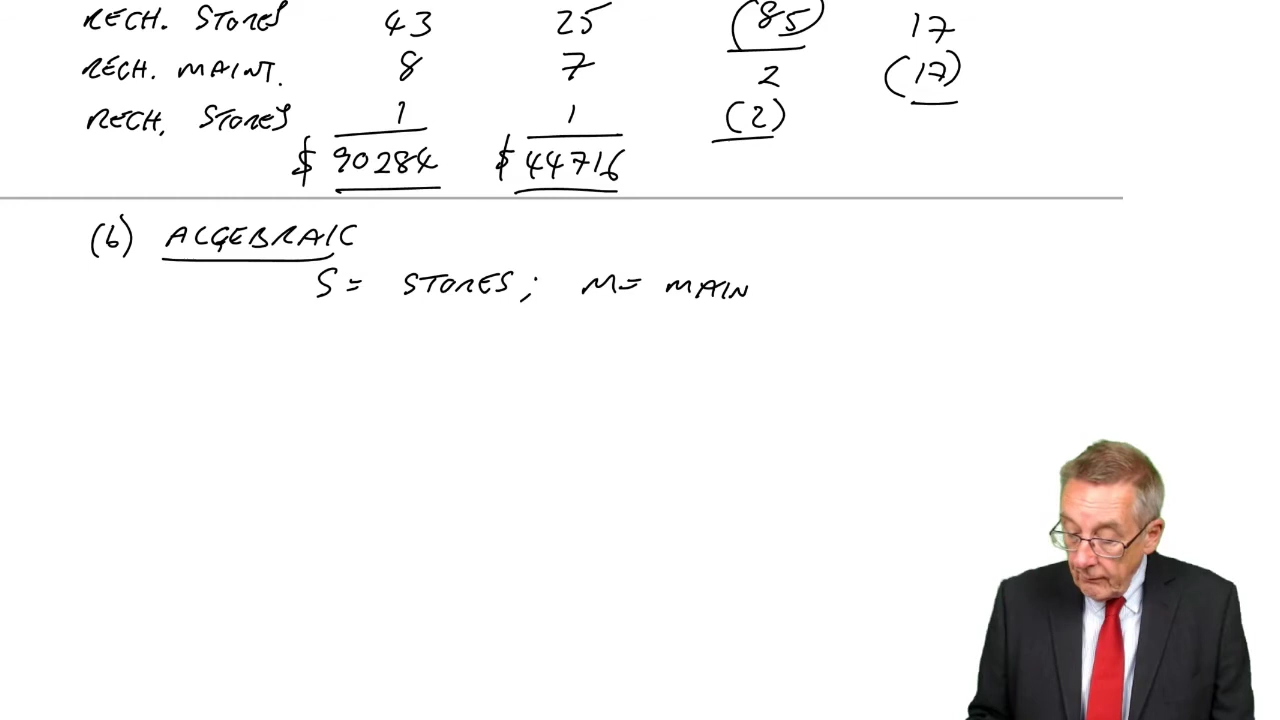 RECH. STORES 43 25 (85) 17
RECH. MAINT. 8 7 2 (17)
RECH. STORES 1 1 (2)
$ 90284 $ 44716
(b) ALGEBRAIC
S = STORES; M = MAIN